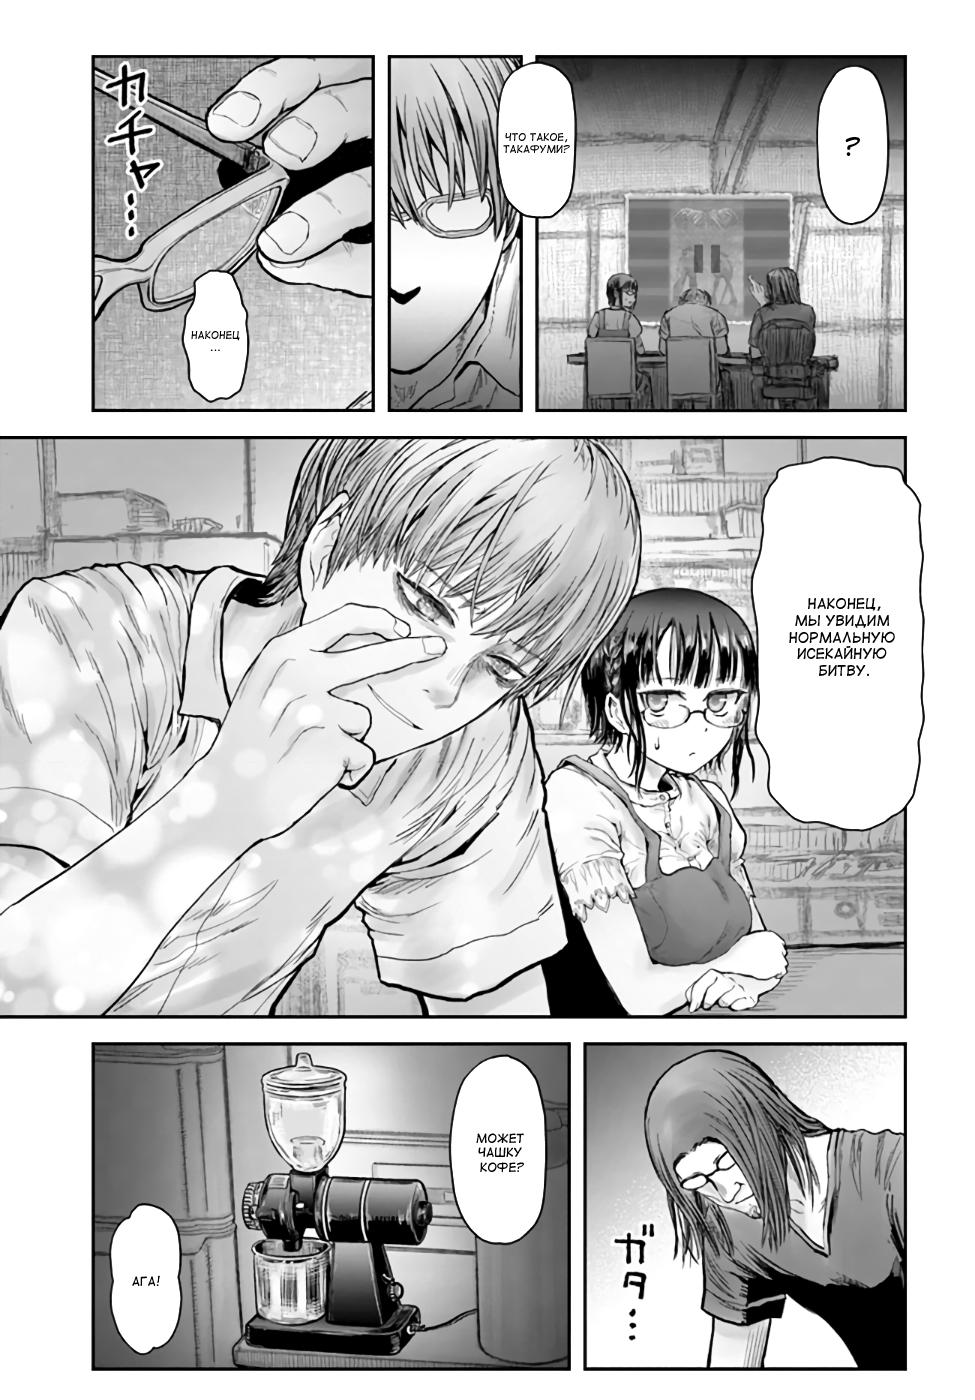 ?
ЧТО ТАКОЕ,
ТАКАФУМИ?
カチャ…
НАКОНЕЦ
...
НАКОНЕЦ,
МЫ УВИДИМ
НОРМАЛЬНУЮ
ИСЕКАЙНУЮ
БИТВУ.
ガタ…
МОЖЕТ
ЧАШКУ
КОФЕ?
АГА!